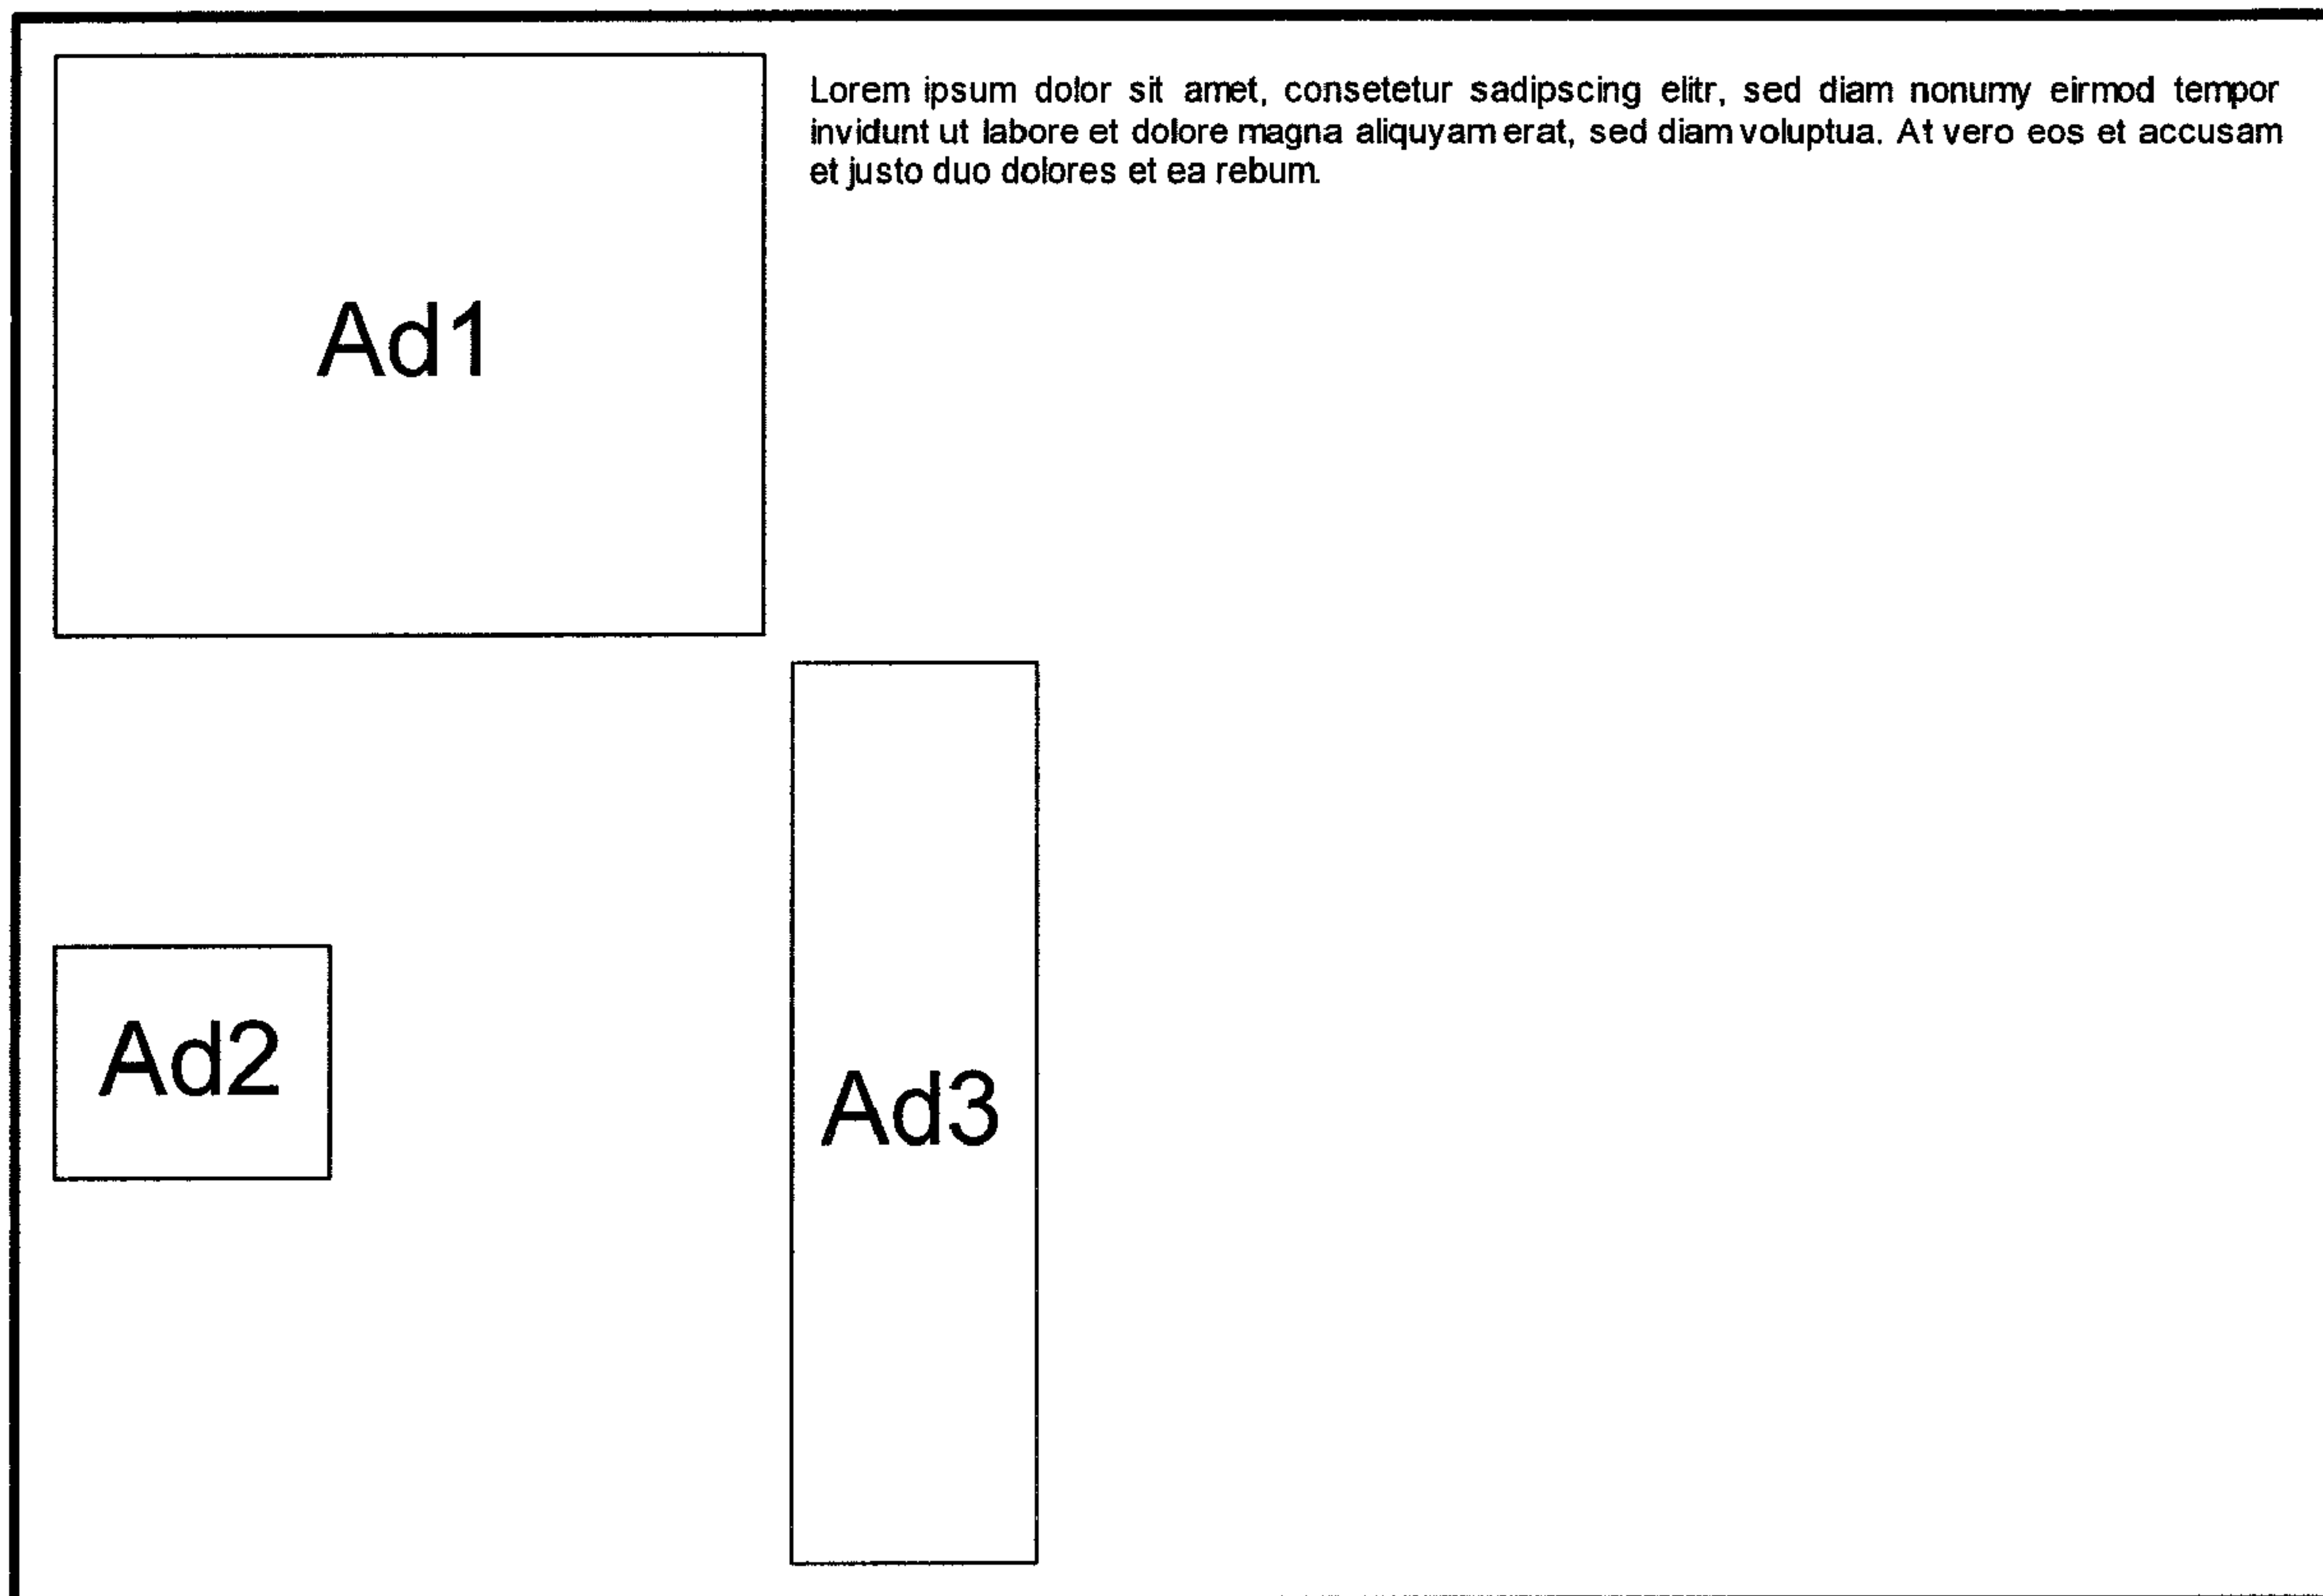 Ad1
Lorem ipsum dolor sit amet, consetetur sadipscing elitr, sed diam nonumy eirmod tempor
invidunt ut labore et dolore magna aliquyam erat, sed diam voluptua. At vero eos et accusam
et justo duo dolores et ea rebum.
Ad2
Ad3